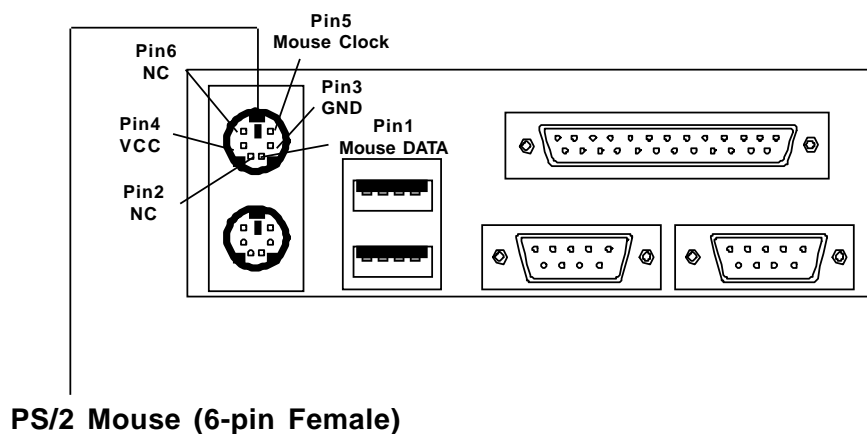 Pin5
Mouse Clock
Pin6
NC
Pin3
GND
Pin4
VCC
Pin1
Mouse DATA
Pin2
NC
PS/2 Mouse (6-pin Female)